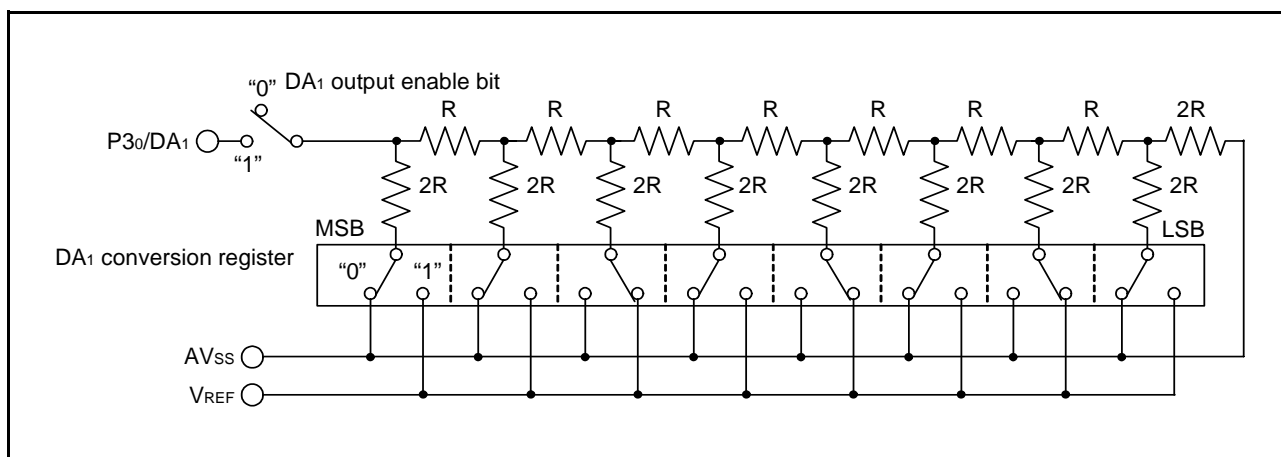 “0” DA1 output enable bit
R R R R R R R 2R
P30/DA1
“1”
2R 2R 2R 2R 2R 2R 2R 2R
MSB LSB
DA1 conversion register
“0” “1”
AVSS
VREF